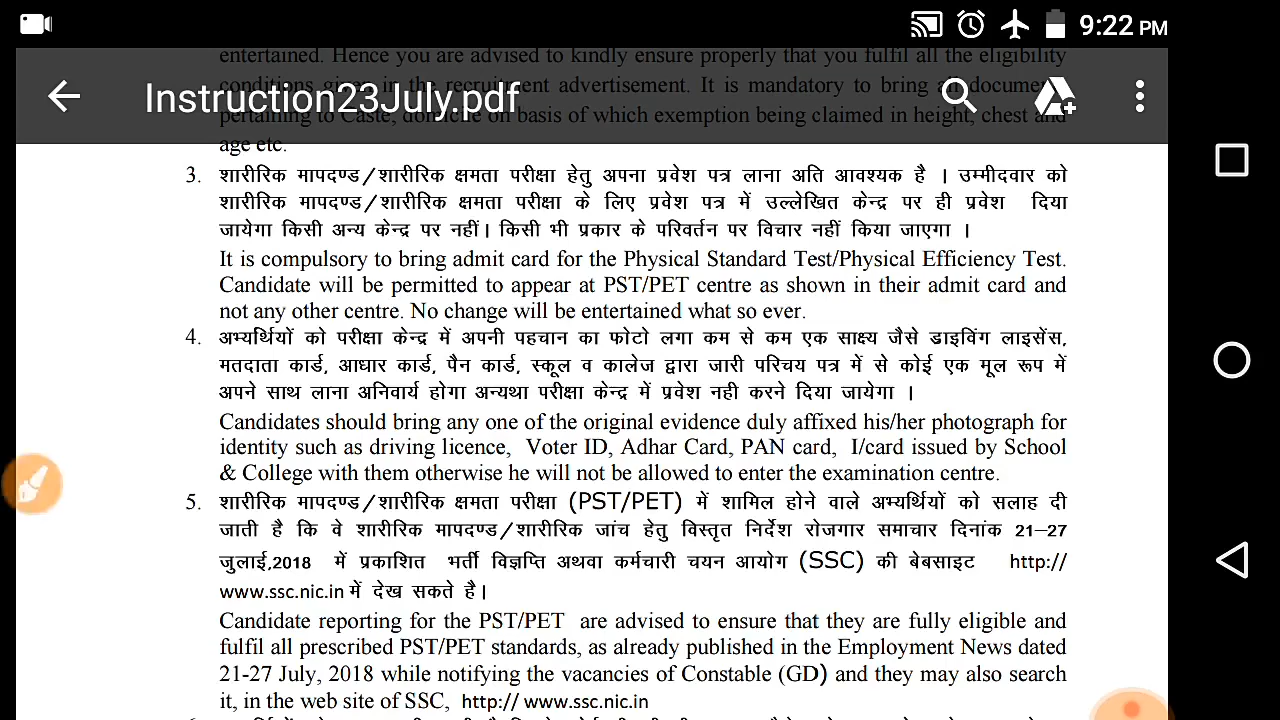 9:22 PM
entertained. Hence you are advised to kindly ensure properly that you fulfil all the eligibility
Instruction23July.pdf
conditions given in the recruitment advertisement. It is mandatory to bring all document
pertaining to Caste, domicile on basis of which exemption being claimed in height, chest and
age etc.
3. शारीरिक मापदण्ड/शारीरिक क्षमता परीक्षा हेतु अपना प्रवेश पत्र लाना अति आवश्यक है । उम्मीदवार को
शारीरिक मापदण्ड/शारीरिक क्षमता परीक्षा के लिए प्रवेश पत्र में उल्लेखित केन्द्र पर ही प्रवेश दिया
जायेगा किसी अन्य केन्द्र पर नहीं। किसी भी प्रकार के परिवर्तन पर विचार नहीं किया जाएगा ।
It is compulsory to bring admit card for the Physical Standard Test/Physical Efficiency Test.
Candidate will be permitted to appear at PST/PET centre as shown in their admit card and
not any other centre. No change will be entertained what so ever.
4. अभ्यर्थियों को परीक्षा केन्द्र में अपनी पहचान का फोटो लगा कम से कम एक साक्ष्य जैसे डाइविंग लाइसेंस,
मतदाता कार्ड, आधार कार्ड, पैन कार्ड, स्कूल व कालेज द्वारा जारी परिचय पत्र में से कोई एक मूल रूप में
अपने साथ लाना अनिवार्य होगा अन्यथा परीक्षा केन्द्र में प्रवेश नही करने दिया जायेगा ।
Candidates should bring any one of the original evidence duly affixed his/her photograph for
identity such as driving licence, Voter ID, Adhar Card, PAN card, I/card issued by School
& College with them otherwise he will not be allowed to enter the examination centre.
5. शारीरिक मापदण्ड/शारीरिक क्षमता परीक्षा (PST/PET) में शामिल होने वाले अभ्यर्थियों को सलाह दी
जाती है कि वे शारीरिक मापदण्ड/शारीरिक जांच हेतु विस्तृत निर्देश रोजगार समाचार दिनांक 21–27
जुलाई,2018 में प्रकाशित भर्ती विज्ञप्ति अथवा कर्मचारी चयन आयोग (SSC) की बेबसाइट http://
www.ssc.nic.in में देख सकते है।
Candidate reporting for the PST/PET are advised to ensure that they are fully eligible and
fulfil all prescribed PST/PET standards, as already published in the Employment News dated
21-27 July, 2018 while notifying the vacancies of Constable (GD) and they may also search
it, in the web site of SSC, http:// www.ssc.nic.in